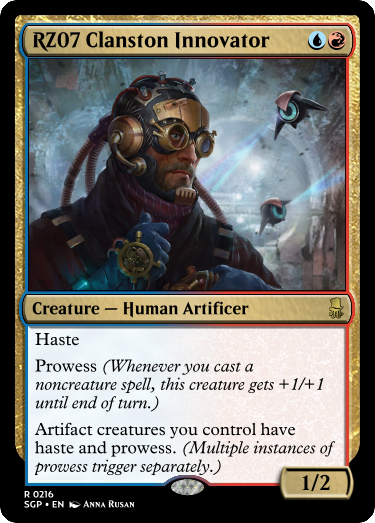 RZ07 Clanston Innovator
Creature — Human Artificer
Haste
Prowess (Whenever you cast a
noncreature spell, this creature gets +1/+1
until end of turn.)
Artifact creatures you control have
haste and prowess. (Multiple instances of
prowess trigger separately.)
1/2
R 0216
SGP • EN Anna Rusan